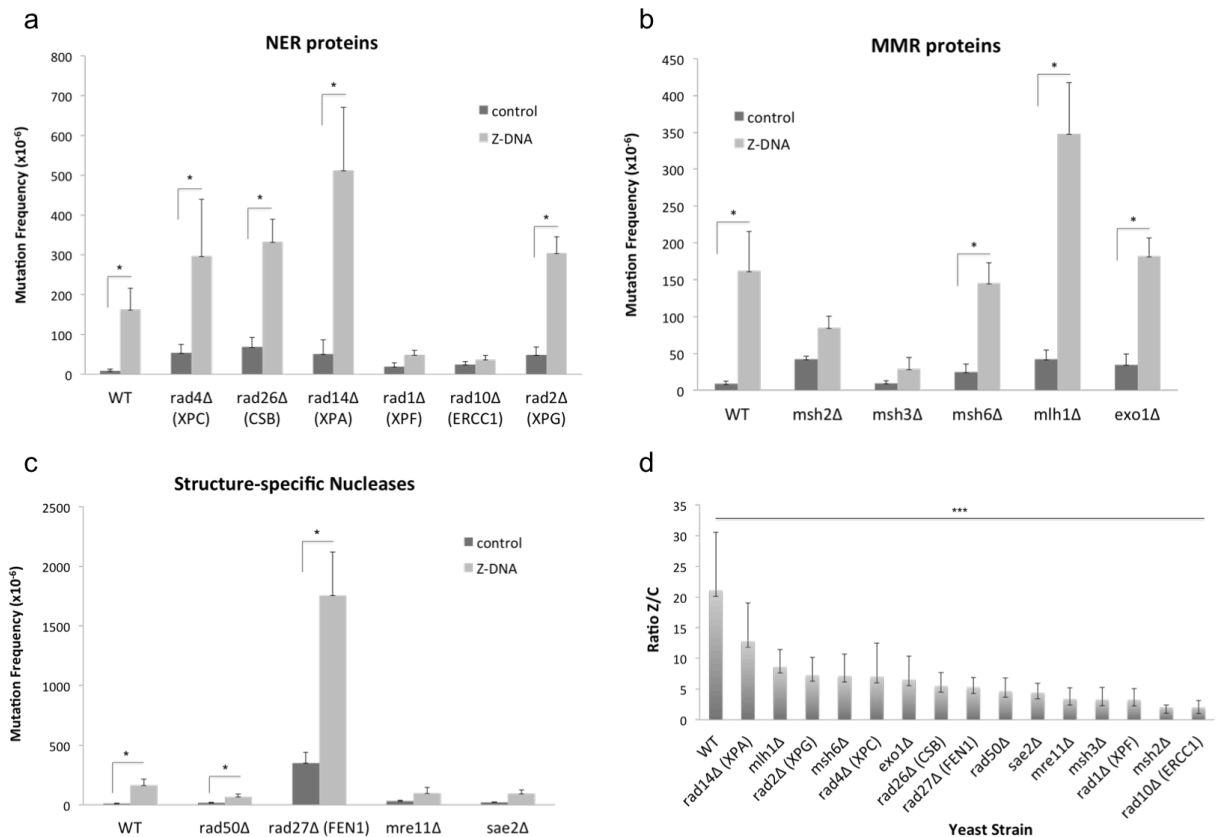 a
NER proteins
Mutation Frequency (x10⁻⁶)
800
700
600
500
400
300
200
100
0
control
Z-DNA
*
*
*
*
*
WT
rad4Δ
(XPC)
rad26Δ
(CSB)
rad14Δ
(XPA)
rad1Δ
(XPF)
rad10Δ
(ERCC1)
rad2Δ
(XPG)
b
MMR proteins
Mutation Frequency (x10⁻⁶)
450
400
350
300
250
200
150
100
50
0
control
Z-DNA
*
*
*
*
WT
msh2Δ
msh3Δ
msh6Δ
mlh1Δ
exo1Δ
c
Structure-specific Nucleases
Mutation Frequency (x10⁻⁶)
2500
2000
1500
1000
500
0
control
Z-DNA
*
*
*
WT
rad50Δ
rad27Δ (FEN1)
mre11Δ
sae2Δ
d
Ratio Z/C
35
30
25
20
15
10
5
0
***
WT
rad14Δ (XPA)
mlh1Δ
rad2Δ (XPG)
msh6Δ
rad4Δ (XPC)
exo1Δ
rad26Δ (CSB)
rad27Δ (FEN1)
rad50Δ
sae2Δ
mre11Δ
msh3Δ
rad1Δ (XPF)
msh2Δ
rad10Δ (ERCC1)
Yeast Strain